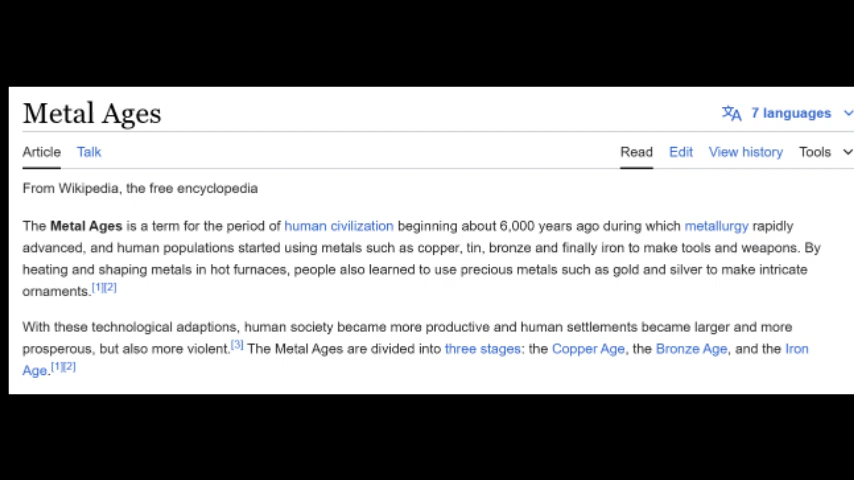 Metal Ages
7 languages
Article Talk
Read Edit View history Tools
From Wikipedia, the free encyclopedia
The Metal Ages is a term for the period of human civilization beginning about 6,000 years ago during which metallurgy rapidly
advanced, and human populations started using metals such as copper, tin, bronze and finally iron to make tools and weapons. By
heating and shaping metals in hot furnaces, people also learned to use precious metals such as gold and silver to make intricate
ornaments.[1][2]
With these technological adaptions, human society became more productive and human settlements became larger and more
prosperous, but also more violent.[3] The Metal Ages are divided into three stages: the Copper Age, the Bronze Age, and the Iron
Age.[1][2]